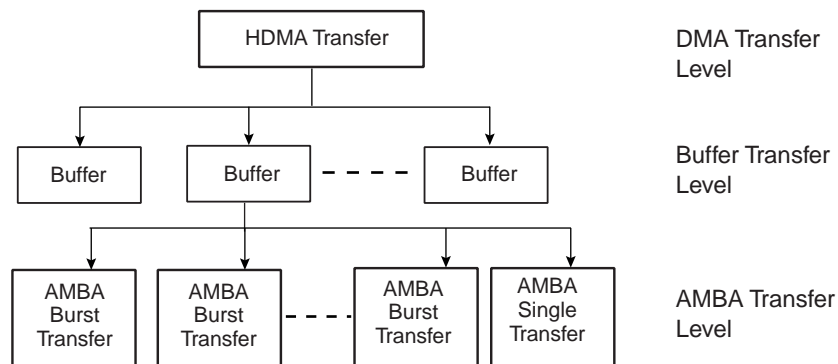 HDMA Transfer
DMA Transfer
Level
Buffer
Buffer
Buffer
Buffer Transfer
Level
AMBA
Burst
Transfer
AMBA
Burst
Transfer
AMBA
Burst
Transfer
AMBA
Single
Transfer
AMBA Transfer
Level